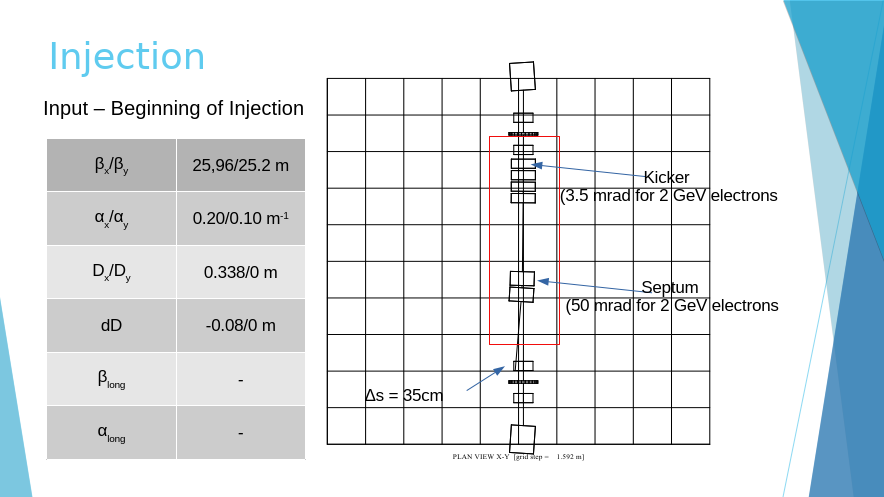 Injection
Input – Beginning of Injection
βx/βy 25,96/25.2 m
αx/αy 0.20/0.10 m-1
Dx/Dy 0.338/0 m
dD -0.08/0 m
βlong -
αlong -
Kicker
(3.5 mrad for 2 GeV electrons
Septum
(50 mrad for 2 GeV electrons
Δs = 35cm
PLAN VIEW X-Y [grid step = 1.592 m]